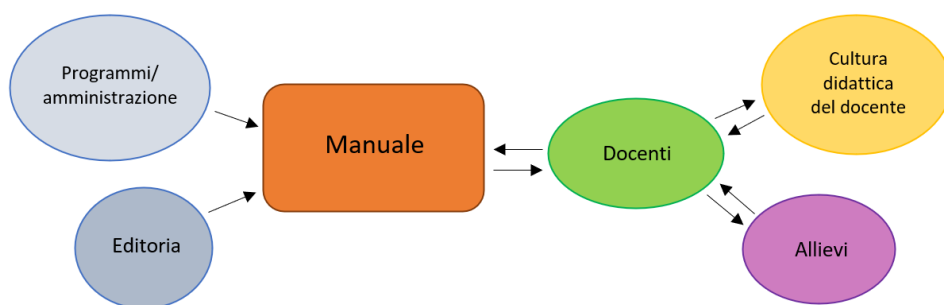 Programmi/
amministrazione
Editoria
Manuale
Docenti
Cultura
didattica
del docente
Allievi